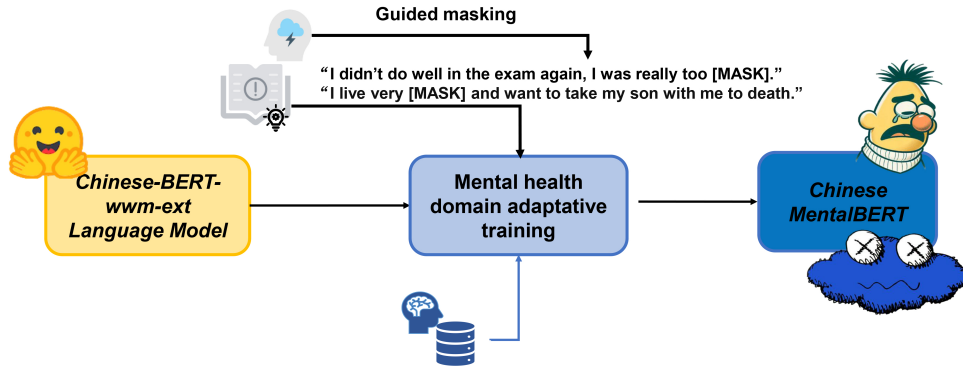 Guided masking
“I didn’t do well in the exam again, I was really too [MASK].”
“I live very [MASK] and want to take my son with me to death.”
Chinese-BERT-
wwm-ext
Language Model
Mental health
domain adaptative
training
Chinese
MentalBERT